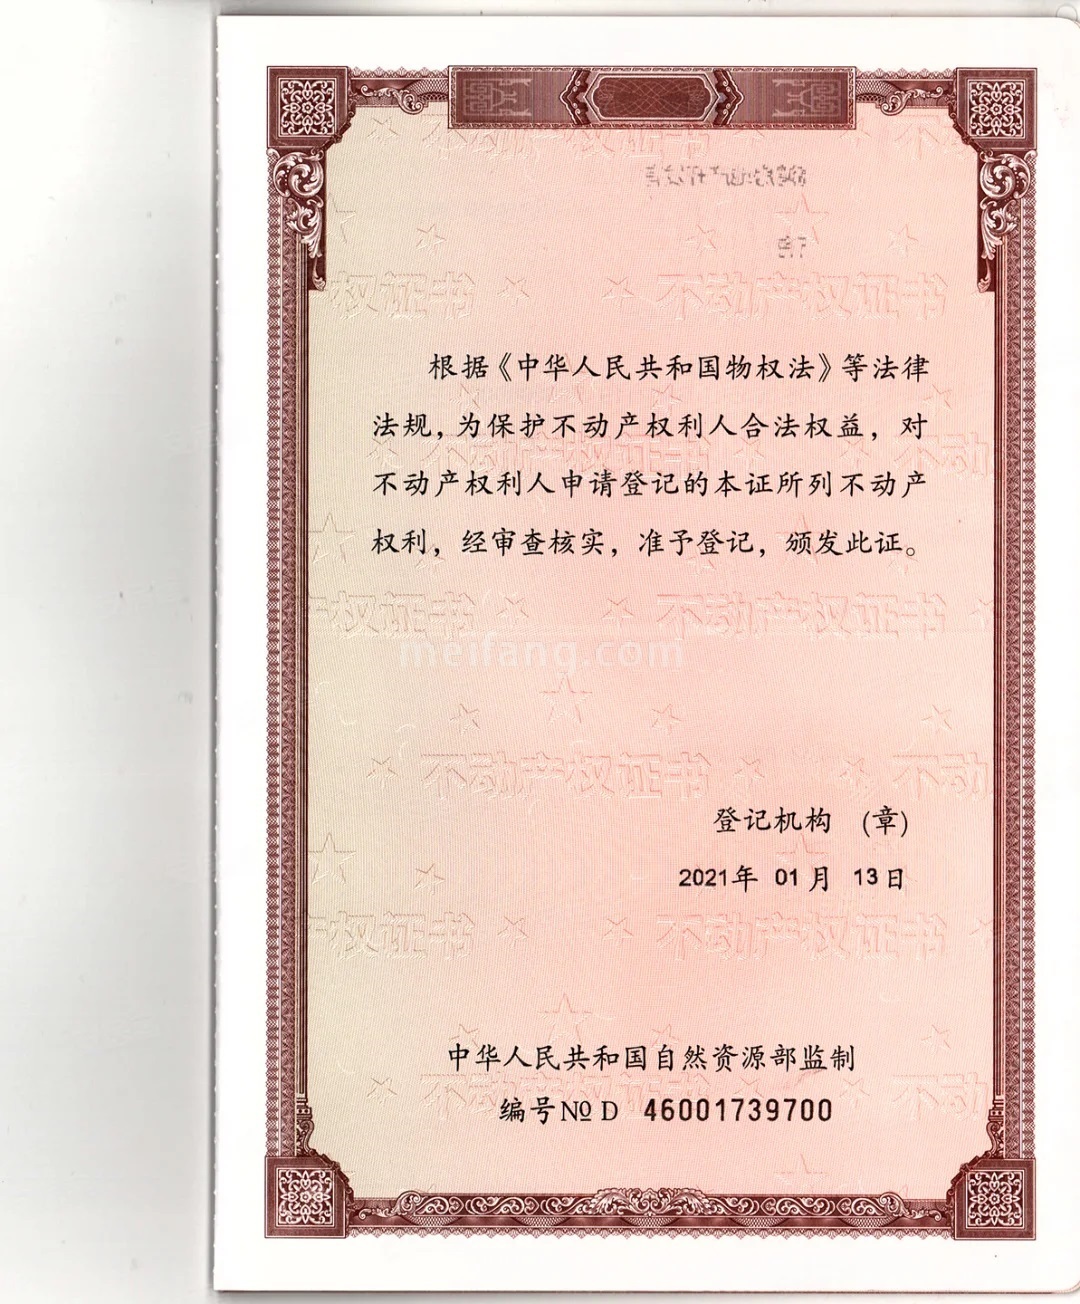 根据《中华人民共和国物权法》等法律
法规，为保护不动产权利人合法权益，对
不动产权利人申请登记的本证所列不动产
权利，经审查核实，准予登记，颁发此证。
meifang.com
登记机构 (章)
2021年 01月 13日
中华人民共和国自然资源部监制
编号 № D 46001739700